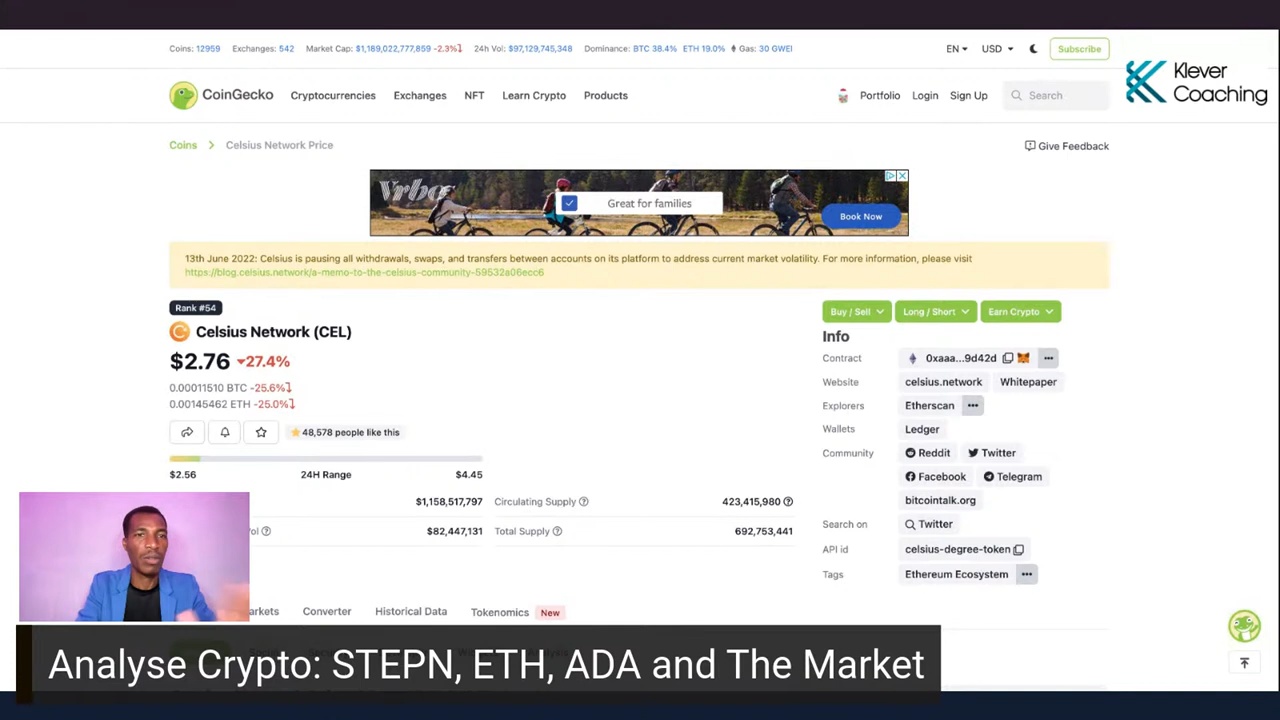 Coins: 12959 Exchanges: 542 Market Cap: $1,189,022,777,859 -2.3% 24h Vol: $97,129,745,348 Dominance: BTC 38.4% ETH 19.0% Gas: 30 GWEI EN USD Subscribe
CoinGecko Cryptocurrencies Exchanges NFT Learn Crypto Products Portfolio Login Sign Up Search
Klever
Coaching
Coins Celsius Network Price Give Feedback
Vrbo Great for families Book Now
13th June 2022: Celsius is pausing all withdrawals, swaps, and transfers between accounts on its platform to address current market volatility. For more information, please visit
https://blog.celsius.network/a-memo-to-the-celsius-community-59532a06ecc6
Rank #54
Celsius Network (CEL)
$2.76 27.4%
0.00011510 BTC -25.6%
0.00145462 ETH -25.0%
48,578 people like this
$2.56 24H Range $4.45
$1,158,517,797 Circulating Supply 423,415,980
ol $82,447,131 Total Supply 692,753,441
Buy / Sell Long / Short Earn Crypto
Info
Contract 0xaaa...9d42d
Website celsius.network Whitepaper
Explorers Etherscan
Wallets Ledger
Community Reddit Twitter
Facebook Telegram
bitcointalk.org
Search on Twitter
API id celsius-degree-token
Tags Ethereum Ecosystem
arkets Converter Historical Data Tokenomics New
Analyse Crypto: STEPN, ETH, ADA and The Market